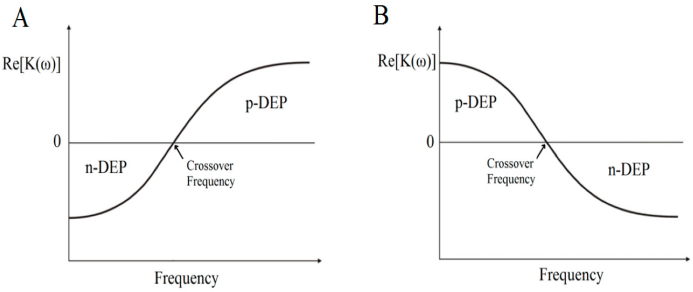 A
Re[K(ω)]
p-DEP
0
n-DEP
Crossover
Frequency
Frequency
B
Re[K(ω)]
p-DEP
0
Crossover
Frequency
n-DEP
Frequency